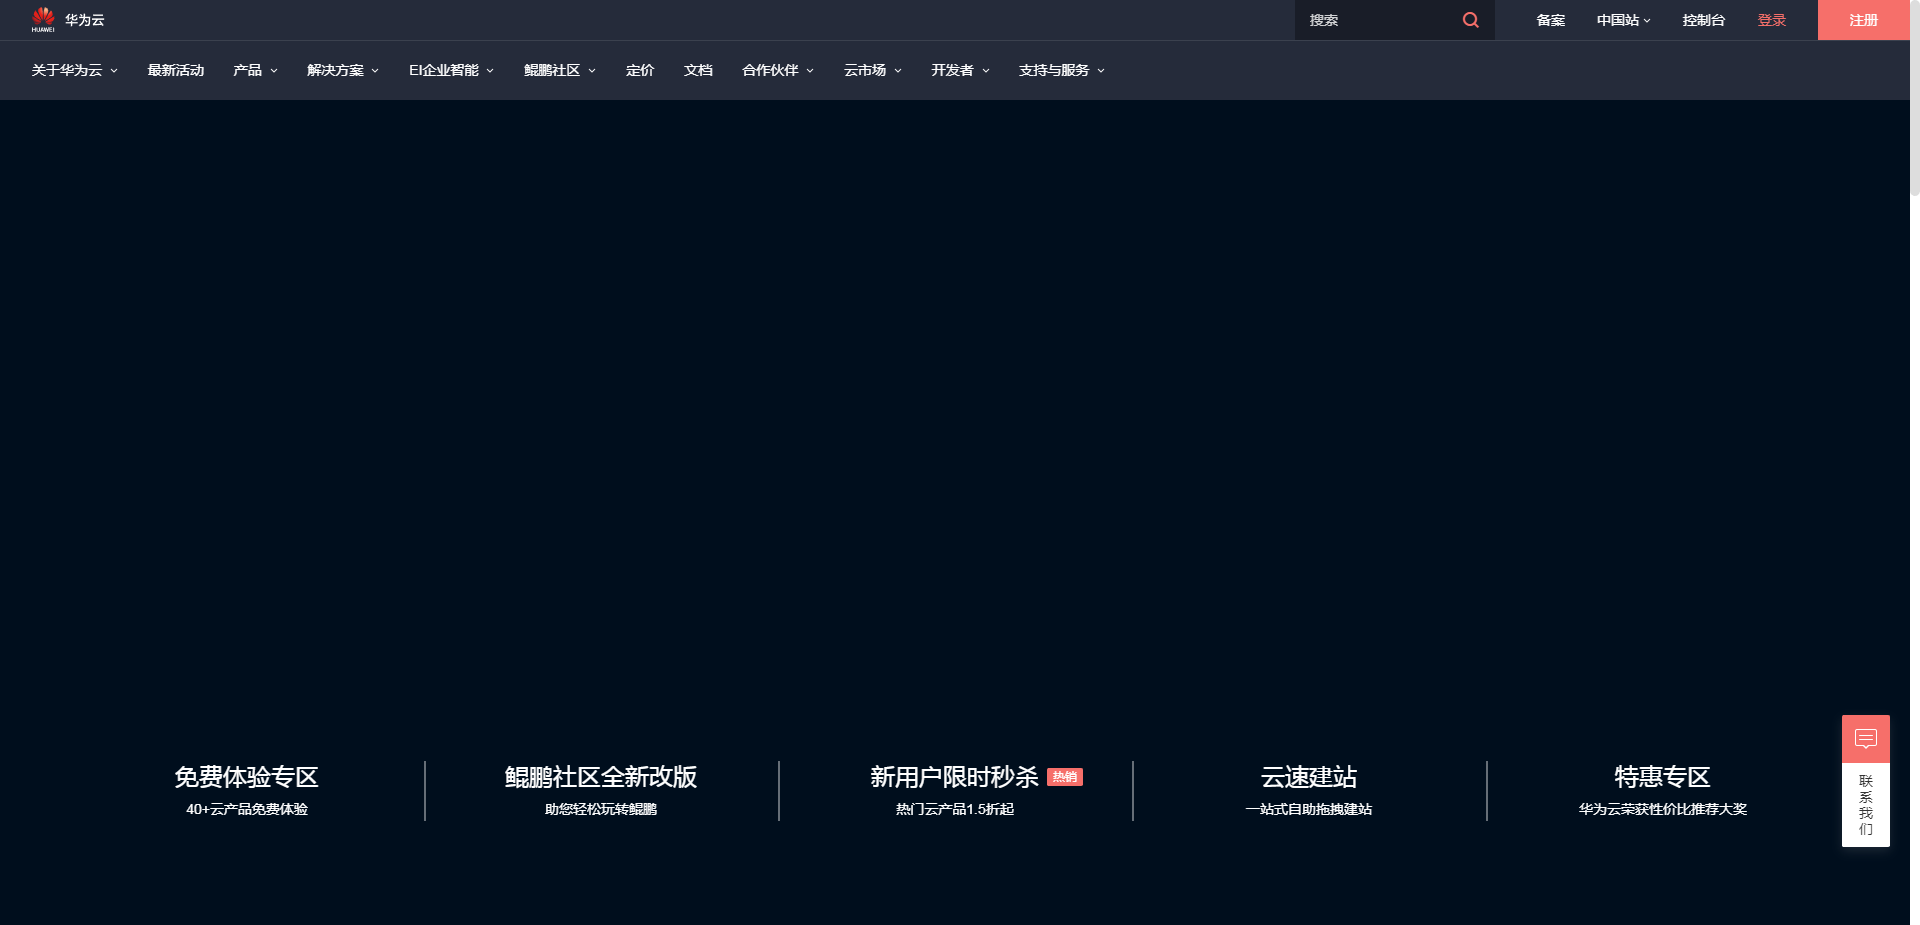 HUAWEI
华为云
搜索
备案
中国站
控制台
登录
注册
关于华为云
最新活动
产品
解决方案
EI企业智能
鲲鹏社区
定价
文档
合作伙伴
云市场
开发者
支持与服务
免费体验专区
40+云产品免费体验
鲲鹏社区全新改版
助您轻松玩转鲲鹏
新用户限时秒杀 热销
热门云产品1.5折起
云速建站
一站式自助拖拽建站
特惠专区
华为云荣获性价比推荐大奖
联
系
我
们